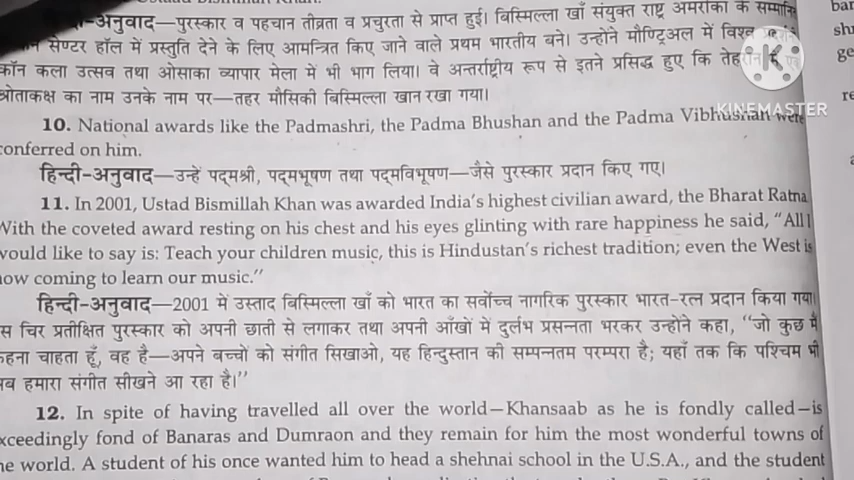 हिन्दी-अनुवाद—पुरस्कार व पहचान तीव्रता व प्रचुरता से प्राप्त हुई। बिस्मिल्ला खाँ संयुक्त राष्ट्र अमरीका के सम्मानित
सेण्टर हॉल में प्रस्तुति देने के लिए आमन्त्रित किए जाने वाले प्रथम भारतीय बने। उन्होंने मौण्ट्रिअल में विश्व
कॉन कला उत्सव तथा ओसाका व्यापार मेला में भी भाग लिया। वे अन्तर्राष्ट्रीय रूप से इतने प्रसिद्ध हुए कि तेहरान में
श्रोताकक्ष का नाम उनके नाम पर—तहर मौसिकी बिस्मिल्ला खान रखा गया।
KINEMASTER
10. National awards like the Padmashri, the Padma Bhushan and the Padma Vibhushan were
conferred on him.
हिन्दी-अनुवाद—उन्हें पद्मश्री, पद्मभूषण तथा पद्मविभूषण—जैसे पुरस्कार प्रदान किए गए।
11. In 2001, Ustad Bismillah Khan was awarded India's highest civilian award, the Bharat Ratna
With the coveted award resting on his chest and his eyes glinting with rare happiness he said, “All I
would like to say is: Teach your children music, this is Hindustan's richest tradition; even the West is
now coming to learn our music.”
हिन्दी-अनुवाद—2001 में उस्ताद बिस्मिल्ला खाँ को भारत का सर्वोच्च नागरिक पुरस्कार भारत-रत्न प्रदान किया गया।
स चिर प्रतीक्षित पुरस्कार को अपनी छाती से लगाकर तथा अपनी आँखों में दुर्लभ प्रसन्नता भरकर उन्होंने कहा, ‘‘जो कुछ मैं
कहना चाहता हूँ, वह है—अपने बच्चों को संगीत सिखाओ, यह हिन्दुस्तान की सम्पन्नतम परम्परा है; यहाँ तक कि पश्चिम भी
अब हमारा संगीत सीखने आ रहा है।’’
12. In spite of having travelled all over the world—Khansaab as he is fondly called—is
exceedingly fond of Banaras and Dumraon and they remain for him the most wonderful towns of
he world. A student of his once wanted him to head a shehnai school in the U.S.A., and the student